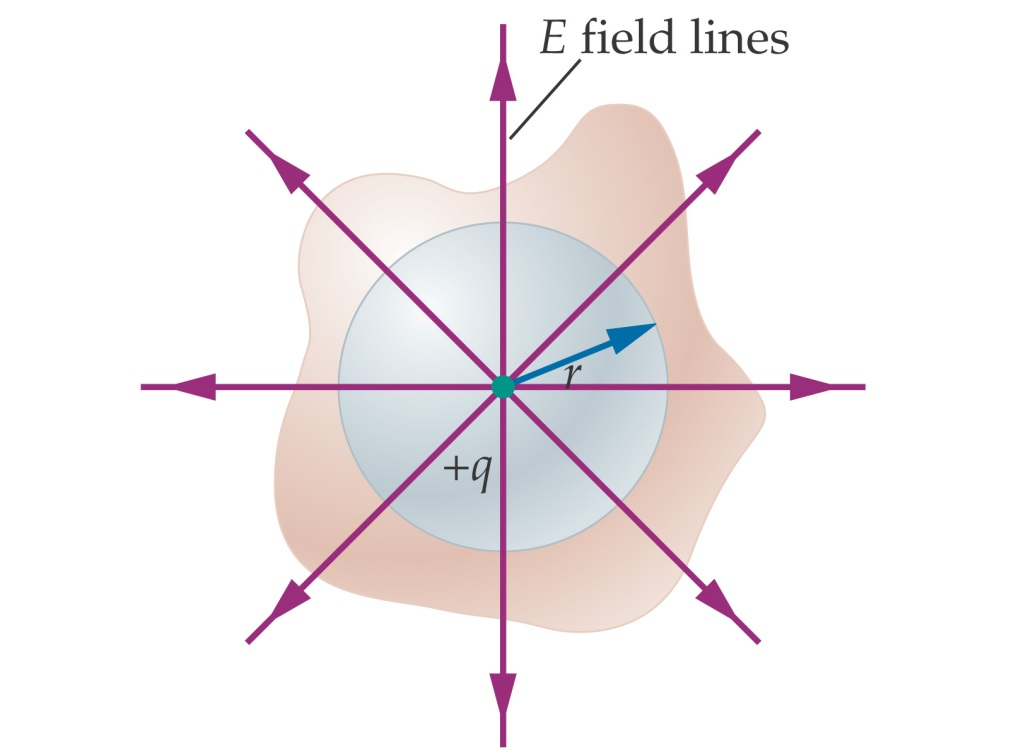 E field lines
r
+q